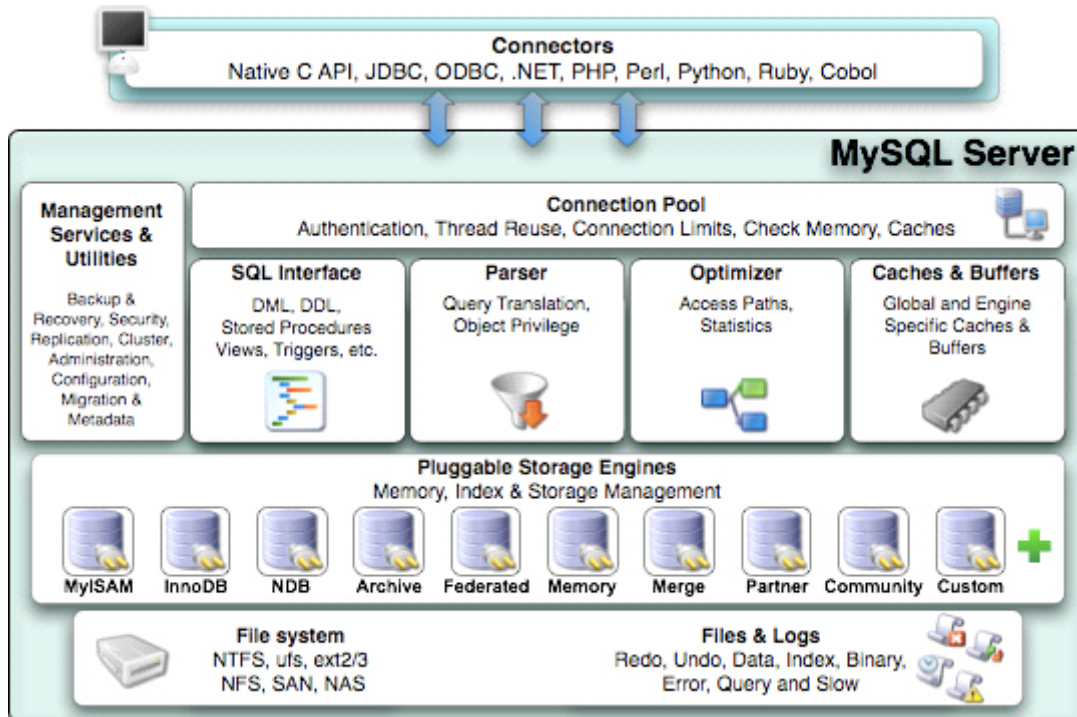 Connectors
Native C API, JDBC, ODBC, .NET, PHP, Perl, Python, Ruby, Cobol
MySQL Server
Management
Services &
Utilities
Backup &
Recovery, Security,
Replication, Cluster,
Administration,
Configuration,
Migration &
Metadata
Connection Pool
Authentication, Thread Reuse, Connection Limits, Check Memory, Caches
SQL Interface
DML, DDL,
Stored Procedures
Views, Triggers, etc.
Parser
Query Translation,
Object Privilege
Optimizer
Access Paths,
Statistics
Caches & Buffers
Global and Engine
Specific Caches &
Buffers
Pluggable Storage Engines
Memory, Index & Storage Management
MyISAM
InnoDB
NDB
Archive
Federated
Memory
Merge
Partner
Community
Custom
File system
NTFS, ufs, ext2/3
NFS, SAN, NAS
Files & Logs
Redo, Undo, Data, Index, Binary,
Error, Query and Slow